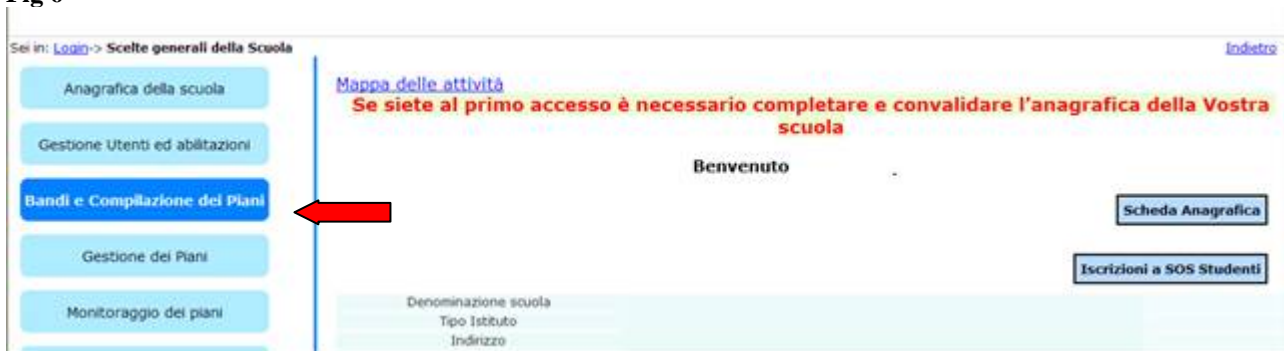 Fig 6
Sei in: Login-> Scelte generali della Scuola
Indietro
Anagrafica della scuola
Gestione Utenti ed abilitazioni
Bandi e Compilazione dei Piani
Gestione dei Piani
Monitoraggio dei piani
Mappa delle attività
Se siete al primo accesso è necessario completare e convalidare l'anagrafica della Vostra
scuola
Benvenuto .
Scheda Anagrafica
Iscrizioni a SOS Studenti
Denominazione scuola
Tipo Istituto
Indirizzo